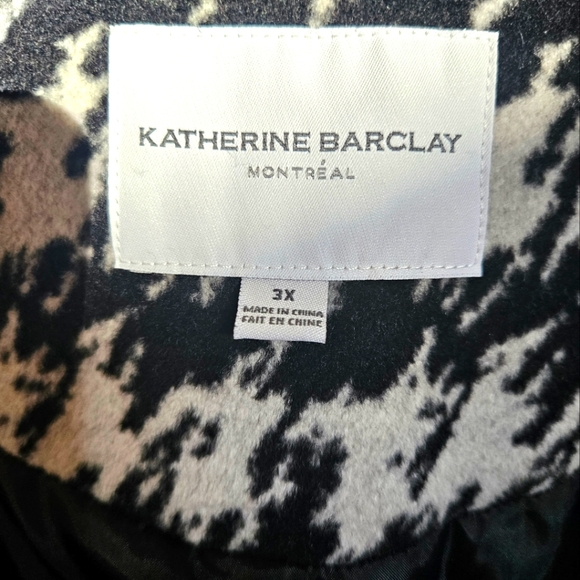 KATHERINE BARCLAY
MONTRÉAL
3X
MADE IN CHINA
FAIT EN CHINE